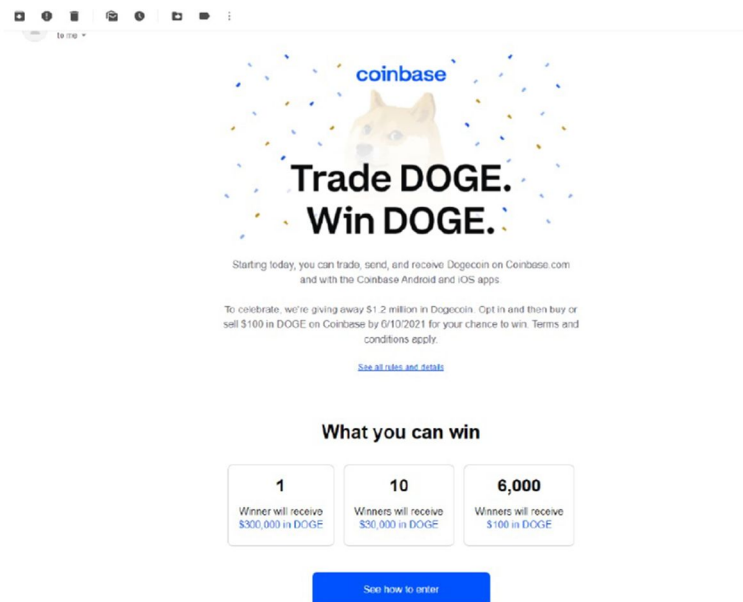 to me
coinbase
Trade DOGE.
Win DOGE.
Starting today, you can trade, send, and receive Dogecoin on Coinbase.com
and with the Coinbase Android and iOS apps.
To celebrate, we're giving away $1.2 million in Dogecoin. Opt in and then buy or
sell $100 in DOGE on Coinbase by 6/10/2021 for your chance to win. Terms and
conditions apply.
See all rules and details
What you can win
1
Winner will receive
$300,000 in DOGE
10
Winners will receive
$30,000 in DOGE
6,000
Winners will receive
$100 in DOGE
See how to enter